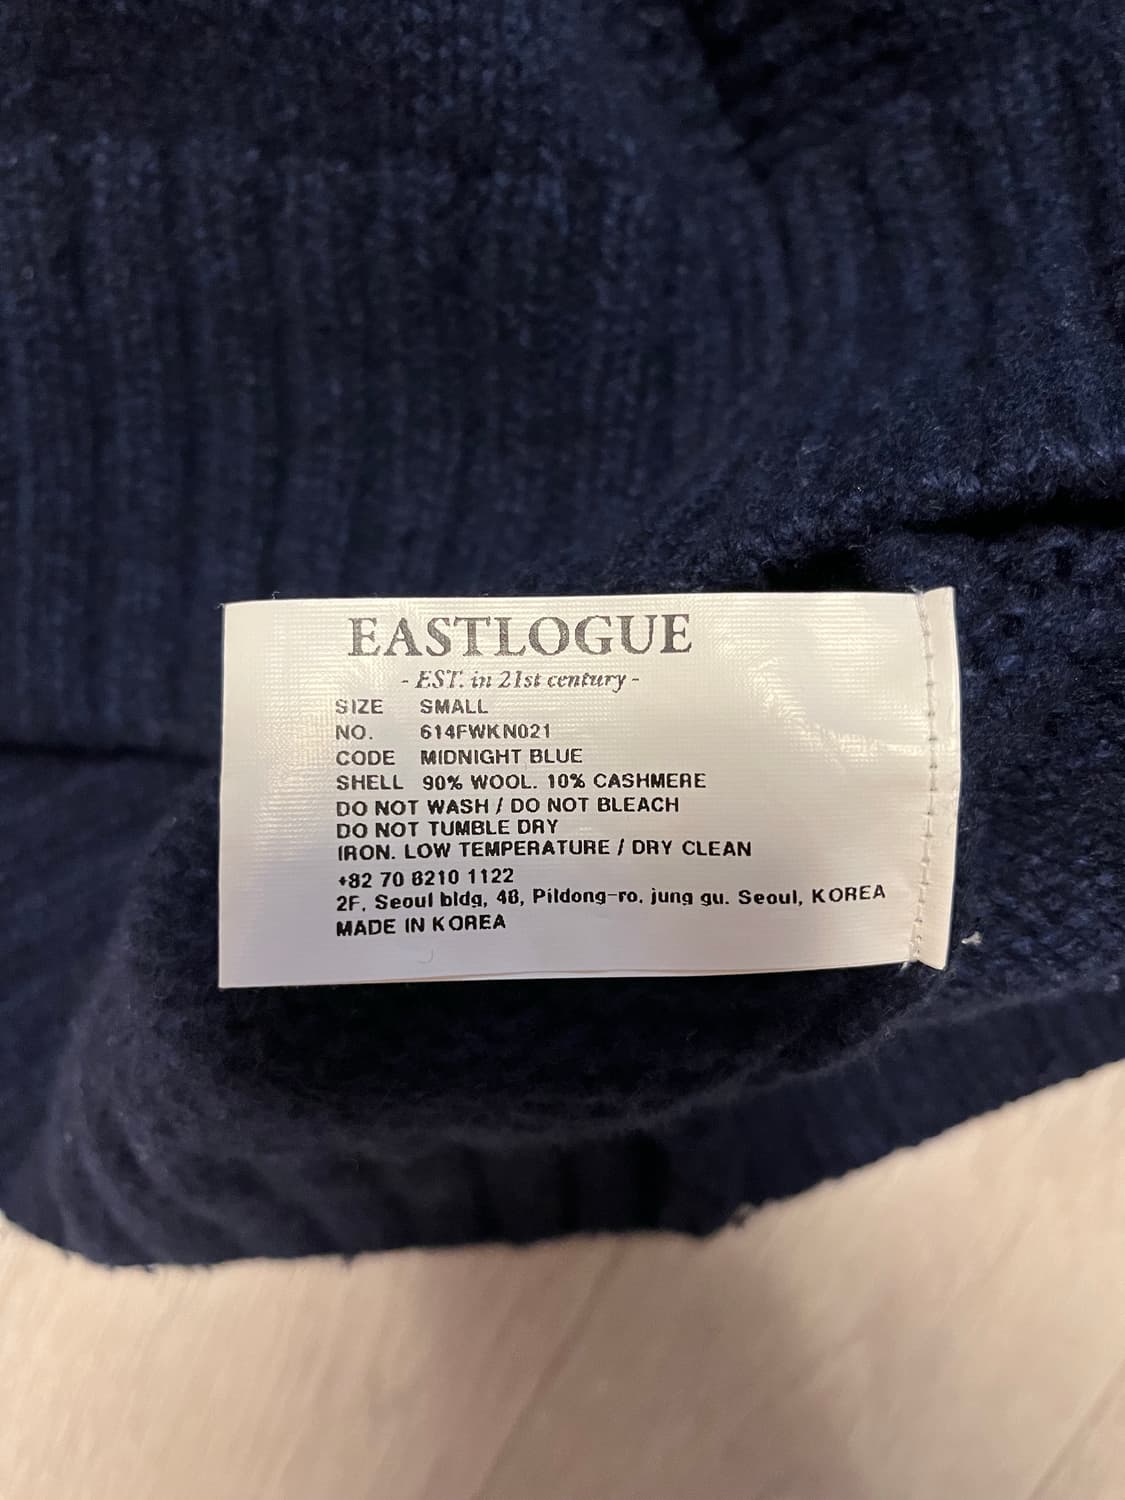 EASTLOGUE
- EST. in 21st century -
SIZE SMALL
NO. 614FWKN021
CODE MIDNIGHT BLUE
SHELL 90% WOOL. 10% CASHMERE
DO NOT WASH / DO NOT BLEACH
DO NOT TUMBLE DRY
IRON. LOW TEMPERATURE / DRY CLEAN
+82 70 8210 1122
2F, Seoul bldg, 48, Pildong-ro, jung gu. Seoul, KOREA
MADE IN KOREA